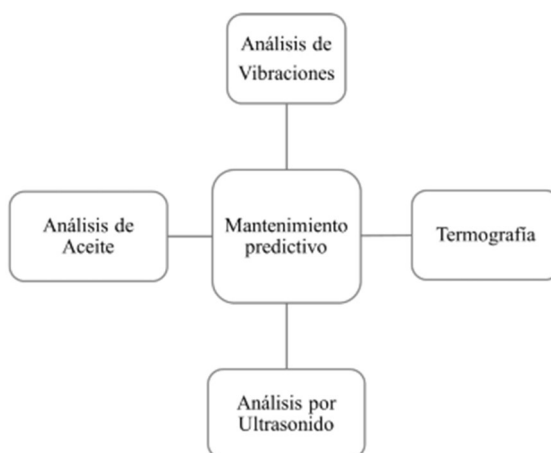 Análisis de
Vibraciones
Análisis de
Aceite
Mantenimiento
predictivo
Termografía
Análisis por
Ultrasonido